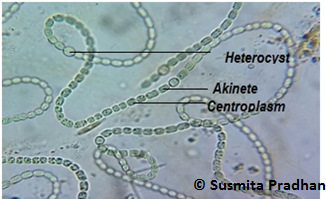 Heterocyst
Akinete
Centroplasm
© Susmita Pradhan